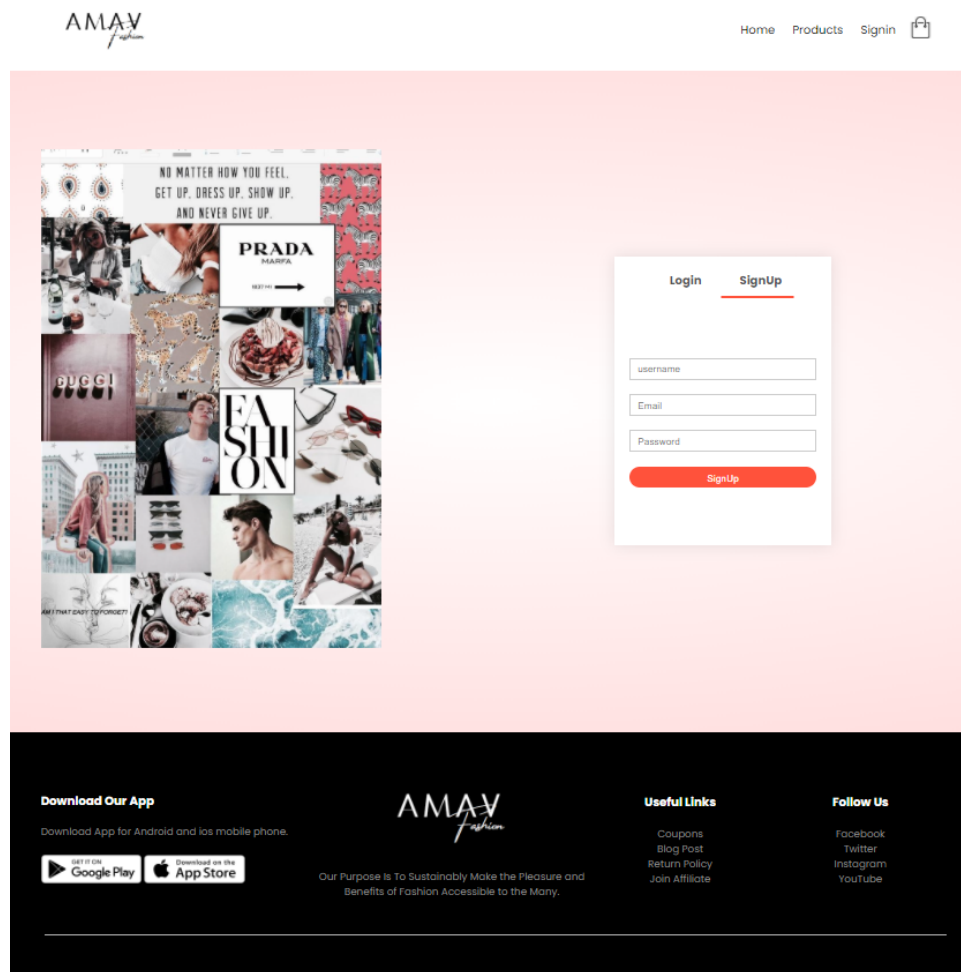 AMAV
Fashion
Home Products Signin
NO MATTER HOW YOU FEEL,
GET UP, DRESS UP, SHOW UP,
AND NEVER GIVE UP.
PRADA
MARFA
GUCCI
FA
SHI
ON
AM I THAT EASY TO FORGET?
Login SignUp
username
Email
Password
SignUp
Download Our App
Download App for Android and ios mobile phone.
GET IT ON
Google Play
Download on the
App Store
AMAV
Fashion
Our Purpose Is To Sustainably Make the Pleasure and
Benefits of Fashion Accessible to the Many.
Useful Links
Coupons
Blog Post
Return Policy
Join Affiliate
Follow Us
Facebook
Twitter
Instagram
YouTube